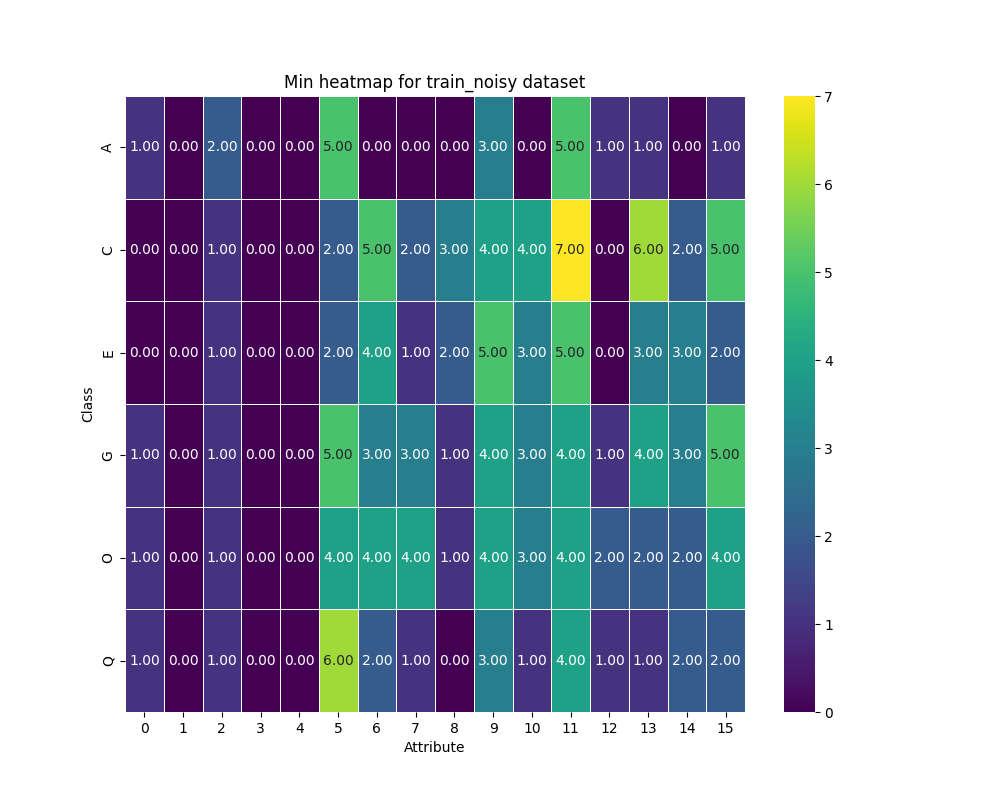 Min heatmap for train_noisy dataset
A 1.00 0.00 2.00 0.00 0.00 5.00 0.00 0.00 0.00 3.00 0.00 5.00 1.00 1.00 0.00 1.00
C 0.00 0.00 1.00 0.00 0.00 2.00 5.00 2.00 3.00 4.00 4.00 7.00 0.00 6.00 2.00 5.00
E 0.00 0.00 1.00 0.00 0.00 2.00 4.00 1.00 2.00 5.00 3.00 5.00 0.00 3.00 3.00 2.00
G 1.00 0.00 1.00 0.00 0.00 5.00 3.00 3.00 1.00 4.00 3.00 4.00 1.00 4.00 3.00 5.00
O 1.00 0.00 1.00 0.00 0.00 4.00 4.00 4.00 1.00 4.00 3.00 4.00 2.00 2.00 2.00 4.00
Q 1.00 0.00 1.00 0.00 0.00 6.00 2.00 1.00 0.00 3.00 1.00 4.00 1.00 1.00 2.00 2.00
0 1 2 3 4 5 6 7 8 9 10 11 12 13 14 15
Attribute
Class
7
6
5
4
3
2
1
0